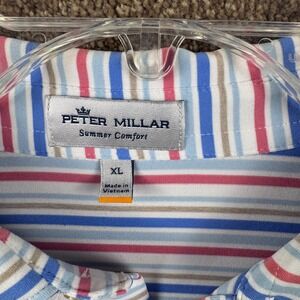 PETER MILLAR
Summer Comfort
XL
Made in
Vietnam